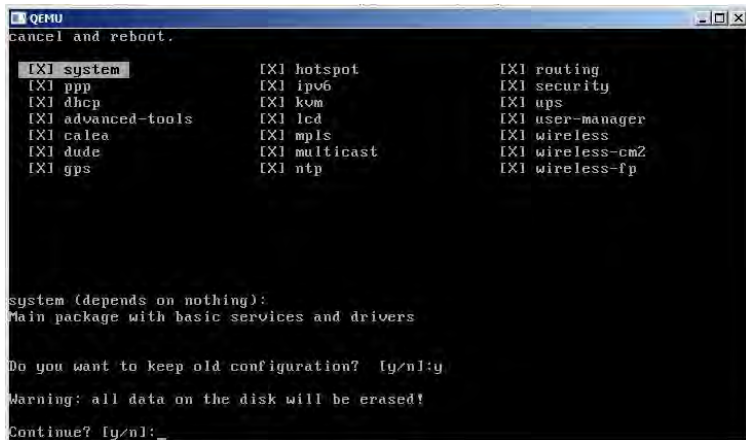 QEMU
cancel and reboot.
[X] system [X] hotspot [X] routing
[X] ppp [X] ipv6 [X] security
[X] dhcp [X] kvm [X] ups
[X] advanced-tools [X] lcd [X] user-manager
[X] calea [X] mpls [X] wireless
[X] dude [X] multicast [X] wireless-cm2
[X] gps [X] ntp [X] wireless-fp
system (depends on nothing):
Main package with basic services and drivers
Do you want to keep old configuration? [y/n]:y
Warning: all data on the disk will be erased!
Continue? [y/n]:_